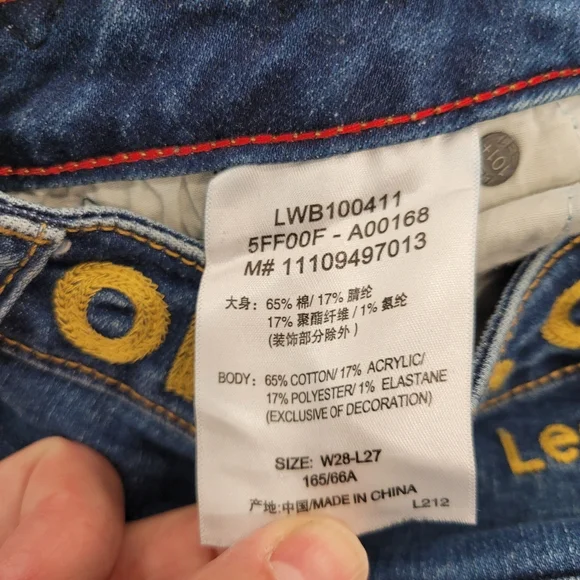 LWB100411
5FF00F - A00168
M# 11109497013
大身: 65% 棉/ 17% 腈纶
17% 聚酯纤维 / 1% 氨纶
(装饰部分除外 )
BODY: 65% COTTON/ 17% ACRYLIC/
17% POLYESTER/ 1% ELASTANE
(EXCLUSIVE OF DECORATION)
SIZE: W28-L27
165/66A
产地:中国/MADE IN CHINA
L212
Le
101